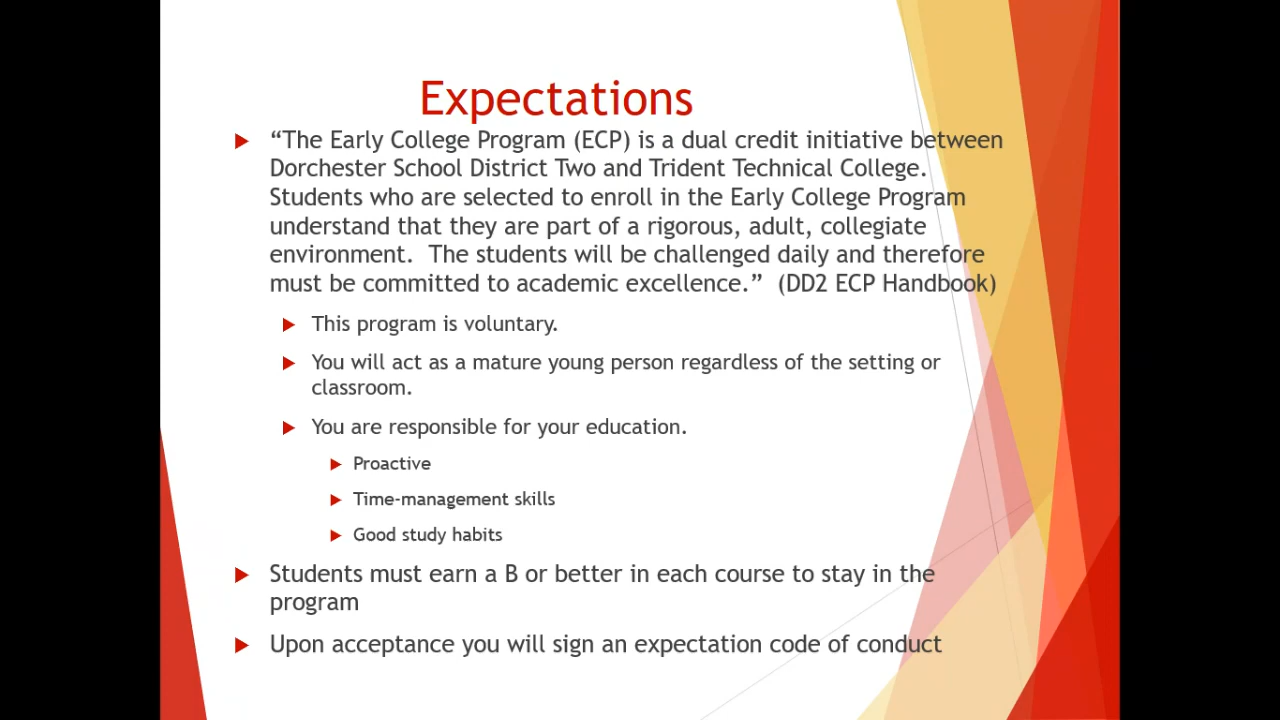 Expectations
“The Early College Program (ECP) is a dual credit initiative between
Dorchester School District Two and Trident Technical College.
Students who are selected to enroll in the Early College Program
understand that they are part of a rigorous, adult, collegiate
environment.  The students will be challenged daily and therefore
must be committed to academic excellence.”  (DD2 ECP Handbook)
This program is voluntary.
You will act as a mature young person regardless of the setting or
classroom.
You are responsible for your education.
Proactive
Time-management skills
Good study habits
Students must earn a B or better in each course to stay in the
program
Upon acceptance you will sign an expectation code of conduct